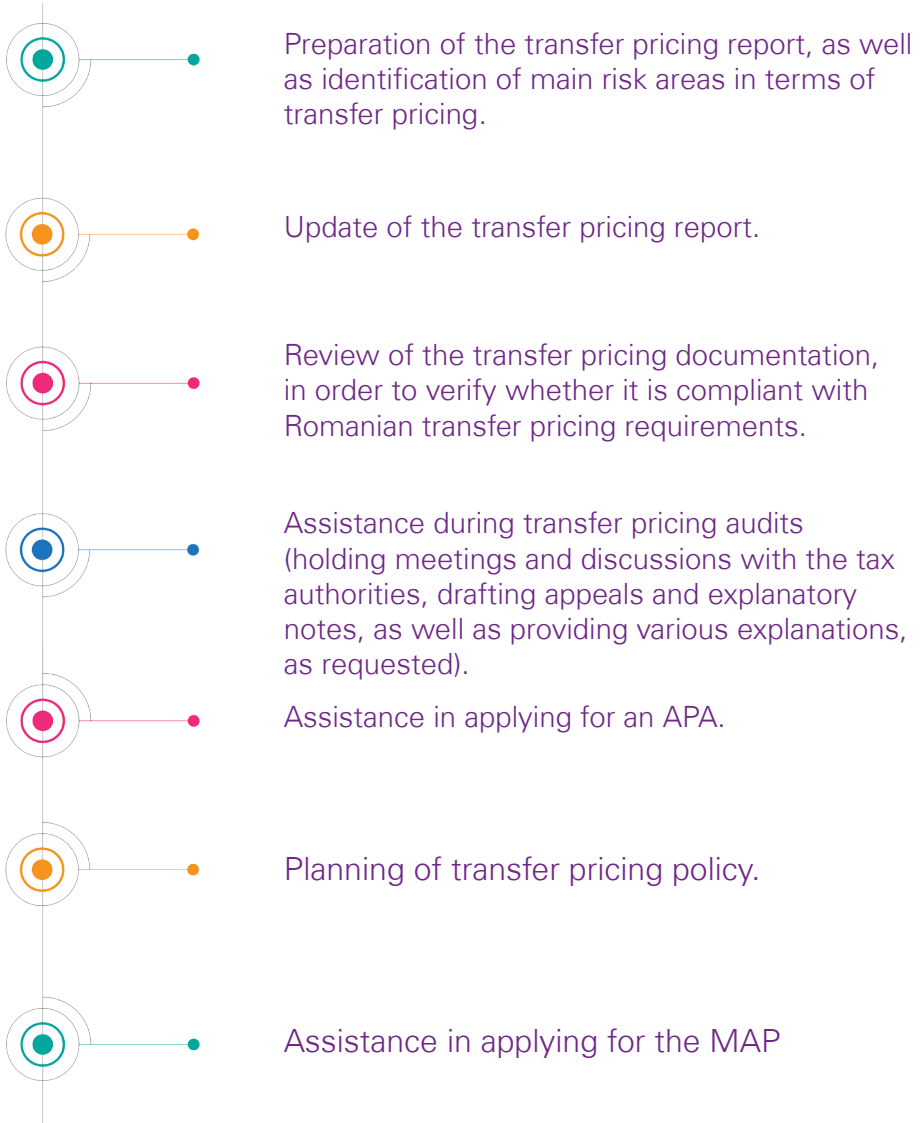 Preparation of the transfer pricing report, as well
as identification of main risk areas in terms of
transfer pricing.
Update of the transfer pricing report.
Review of the transfer pricing documentation,
in order to verify whether it is compliant with
Romanian transfer pricing requirements.
Assistance during transfer pricing audits
(holding meetings and discussions with the tax
authorities, drafting appeals and explanatory
notes, as well as providing various explanations,
as requested).
Assistance in applying for an APA.
Planning of transfer pricing policy.
Assistance in applying for the MAP